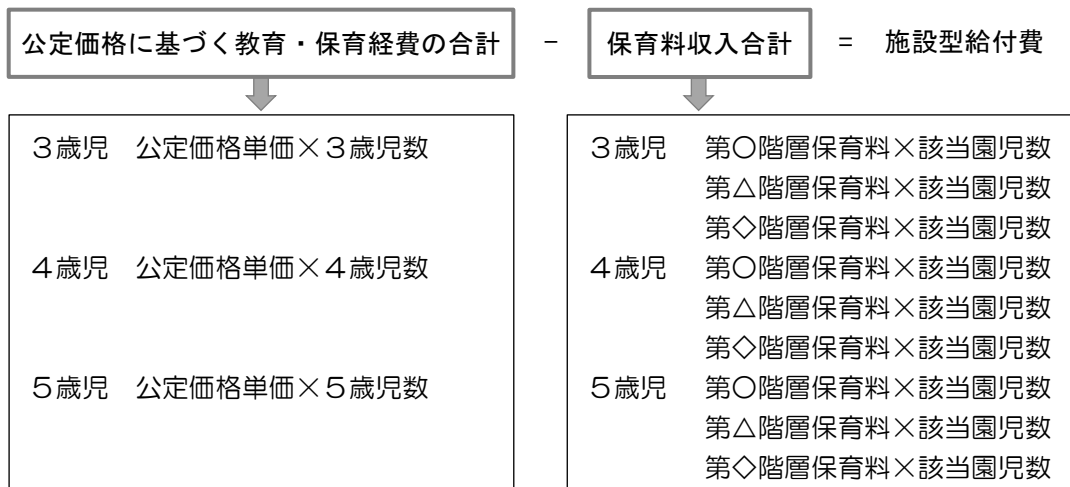 公定価格に基づく教育・保育経費の合計 － 保育料収入合計 ＝ 施設型給付費
３歳児 公定価格単価×３歳児数
４歳児 公定価格単価×４歳児数
５歳児 公定価格単価×５歳児数
３歳児 第○階層保育料×該当園児数
第△階層保育料×該当園児数
第◇階層保育料×該当園児数
４歳児 第○階層保育料×該当園児数
第△階層保育料×該当園児数
第◇階層保育料×該当園児数
５歳児 第○階層保育料×該当園児数
第△階層保育料×該当園児数
第◇階層保育料×該当園児数